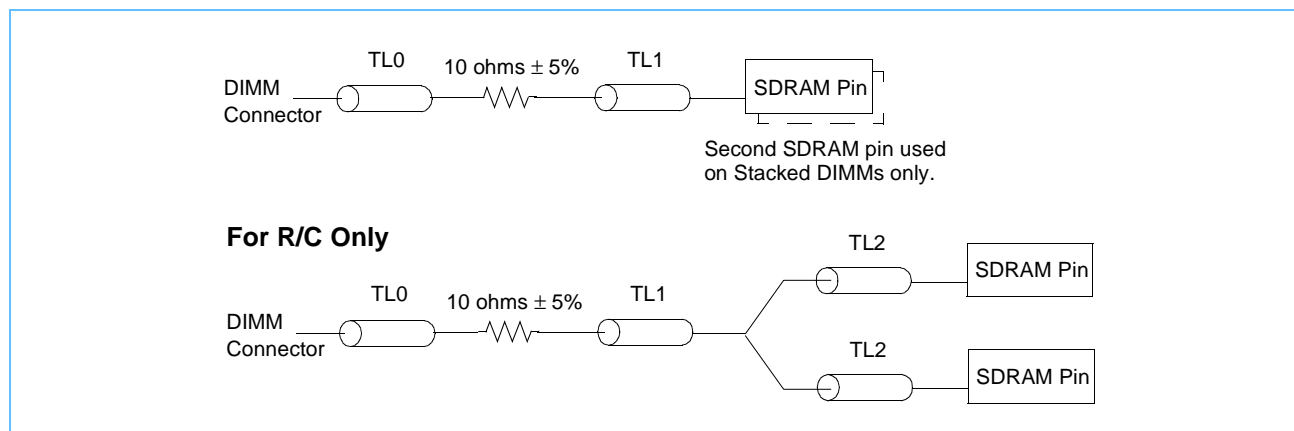 TL0
10 ohms ± 5%
TL1
DIMM
Connector
SDRAM Pin
Second SDRAM pin used
on Stacked DIMMs only.
For R/C Only
TL2
SDRAM Pin
TL0
10 ohms ± 5%
TL1
DIMM
Connector
TL2
SDRAM Pin